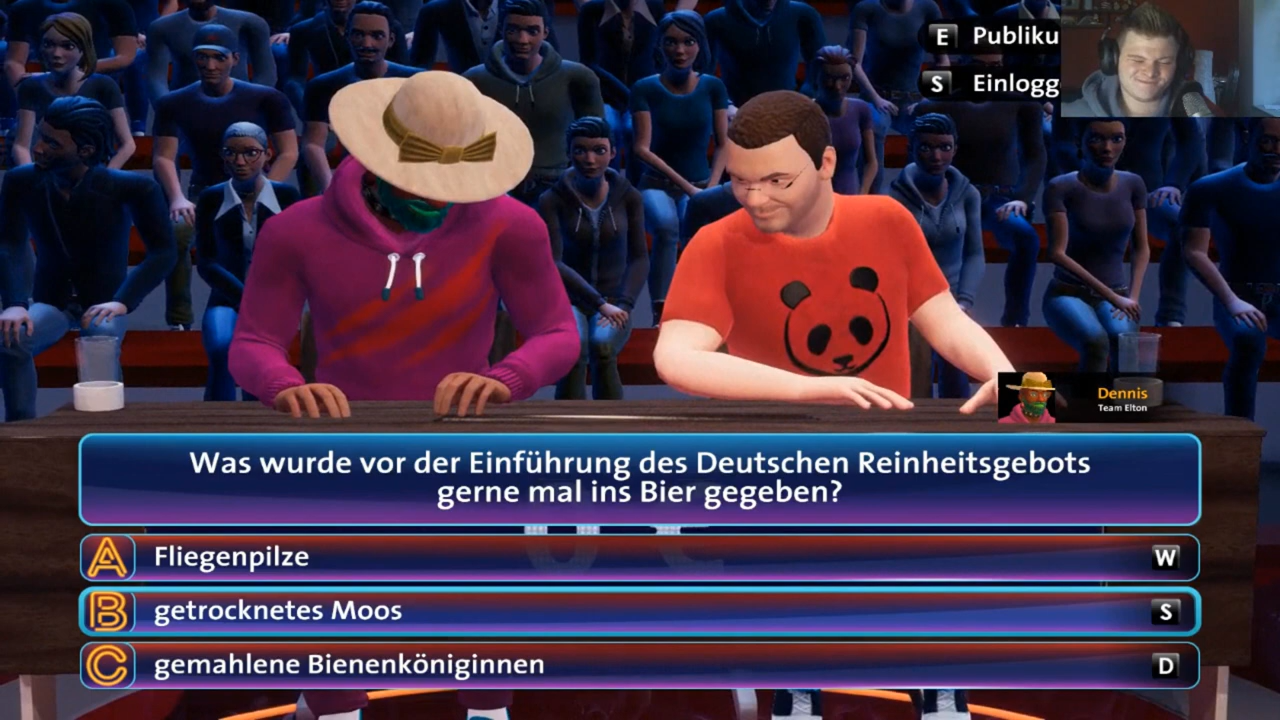 E Publiku
S Einlogg
Dennis
Team Elton
Was wurde vor der Einführung des Deutschen Reinheitsgebots
gerne mal ins Bier gegeben?
A Fliegenpilze W
B getrocknetes Moos S
C gemahlene Bienenköniginnen D